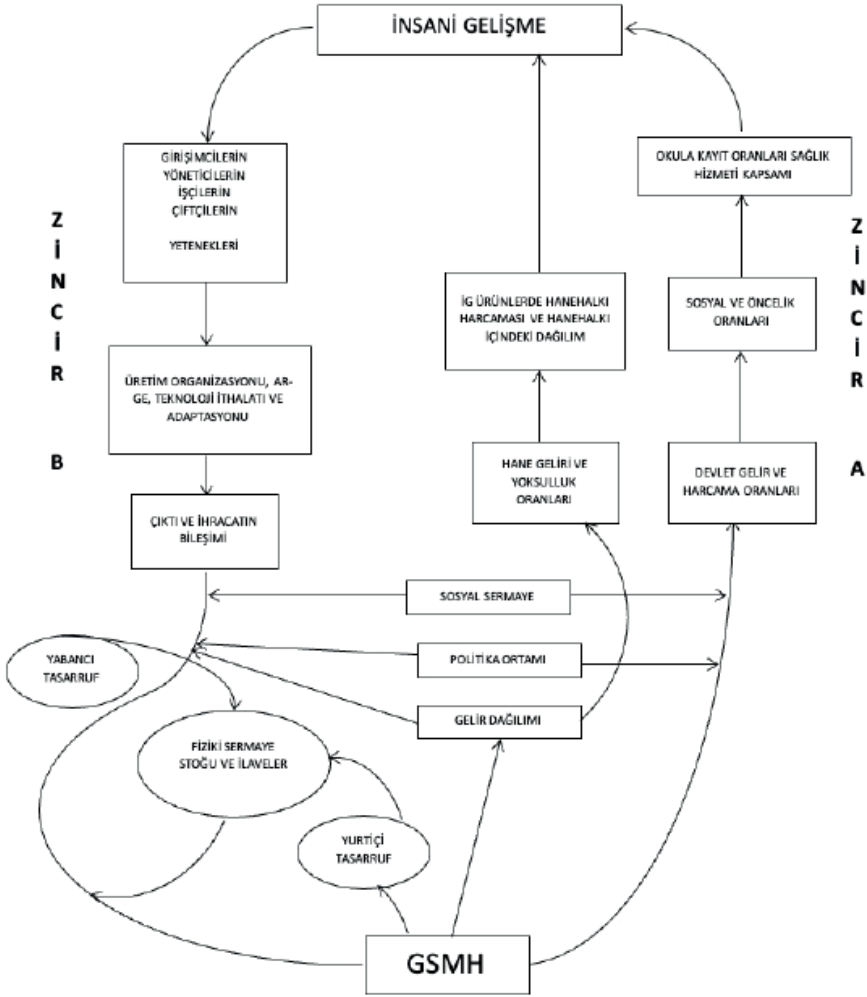 İNSANİ GELİŞME
GİRİŞİMCİLERİN
YÖNETİCİLERİN
İŞÇİLERİN
ÇİFTÇİLERİN
YETENEKLERİ
OKULA KAYIT ORANLARI SAĞLIK
HİZMETİ KAPSAMI
ZİNCİR B
ZİNCİR A
İG ÜRÜNLERDE HANEHALKI
HARCAMASI VE HANEHALKI
İÇİNDEKİ DAĞILIM
SOSYAL VE ÖNCELİK
ORANLARI
ÜRETİM ORGANİZASYONU, AR-
GE, TEKNOLOJİ İTHALATI VE
ADAPTASYONU
HANE GELİRİ VE
YOKSULLUK
ORANLARI
DEVLET GELİR VE
HARCAMA ORANLARI
ÇIKTI VE İHRACATIN
BİLEŞİMİ
SOSYAL SERMAYE
POLİTİKA ORTAMI
YABANCI
TASARRUF
GELİR DAĞILIMI
FİZİKİ SERMAYE
STOĞU VE İLAVELER
YURTİÇİ
TASARRUF
GSMH